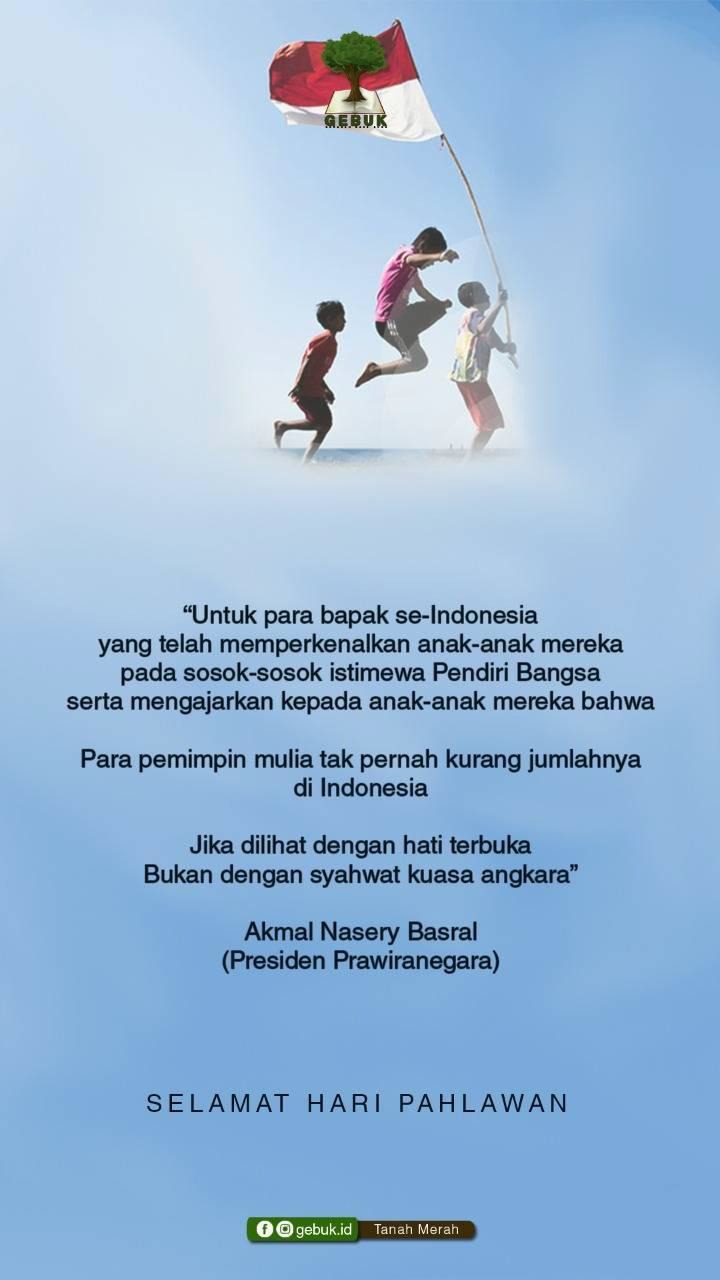 GEBUK
“Untuk para bapak se-Indonesia
yang telah memperkenalkan anak-anak mereka
pada sosok-sosok istimewa Pendiri Bangsa
serta mengajarkan kepada anak-anak mereka bahwa
Para pemimpin mulia tak pernah kurang jumlahnya
di Indonesia
Jika dilihat dengan hati terbuka
Bukan dengan syahwat kuasa angkara”
Akmal Nasery Basral
(Presiden Prawiranegara)
SELAMAT HARI PAHLAWAN
gebuk.id Tanah Merah